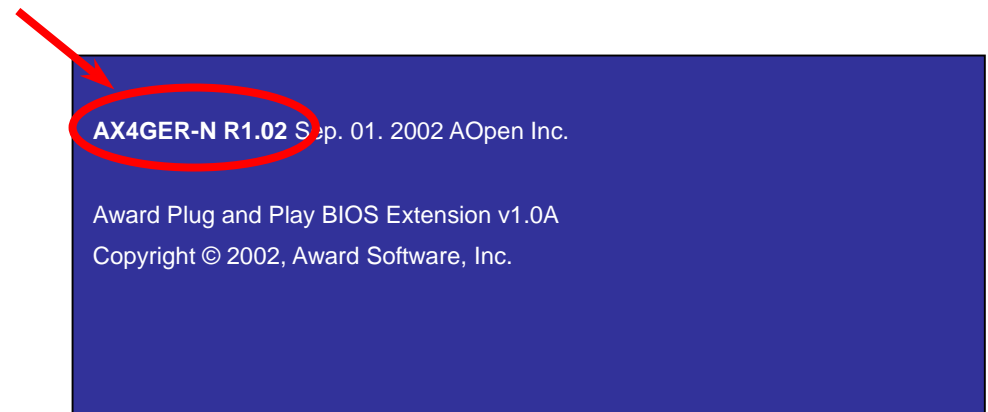 AX4GER-N R1.02 Sep. 01. 2002 AOpen Inc.
Award Plug and Play BIOS Extension v1.0A
Copyright © 2002, Award Software, Inc.